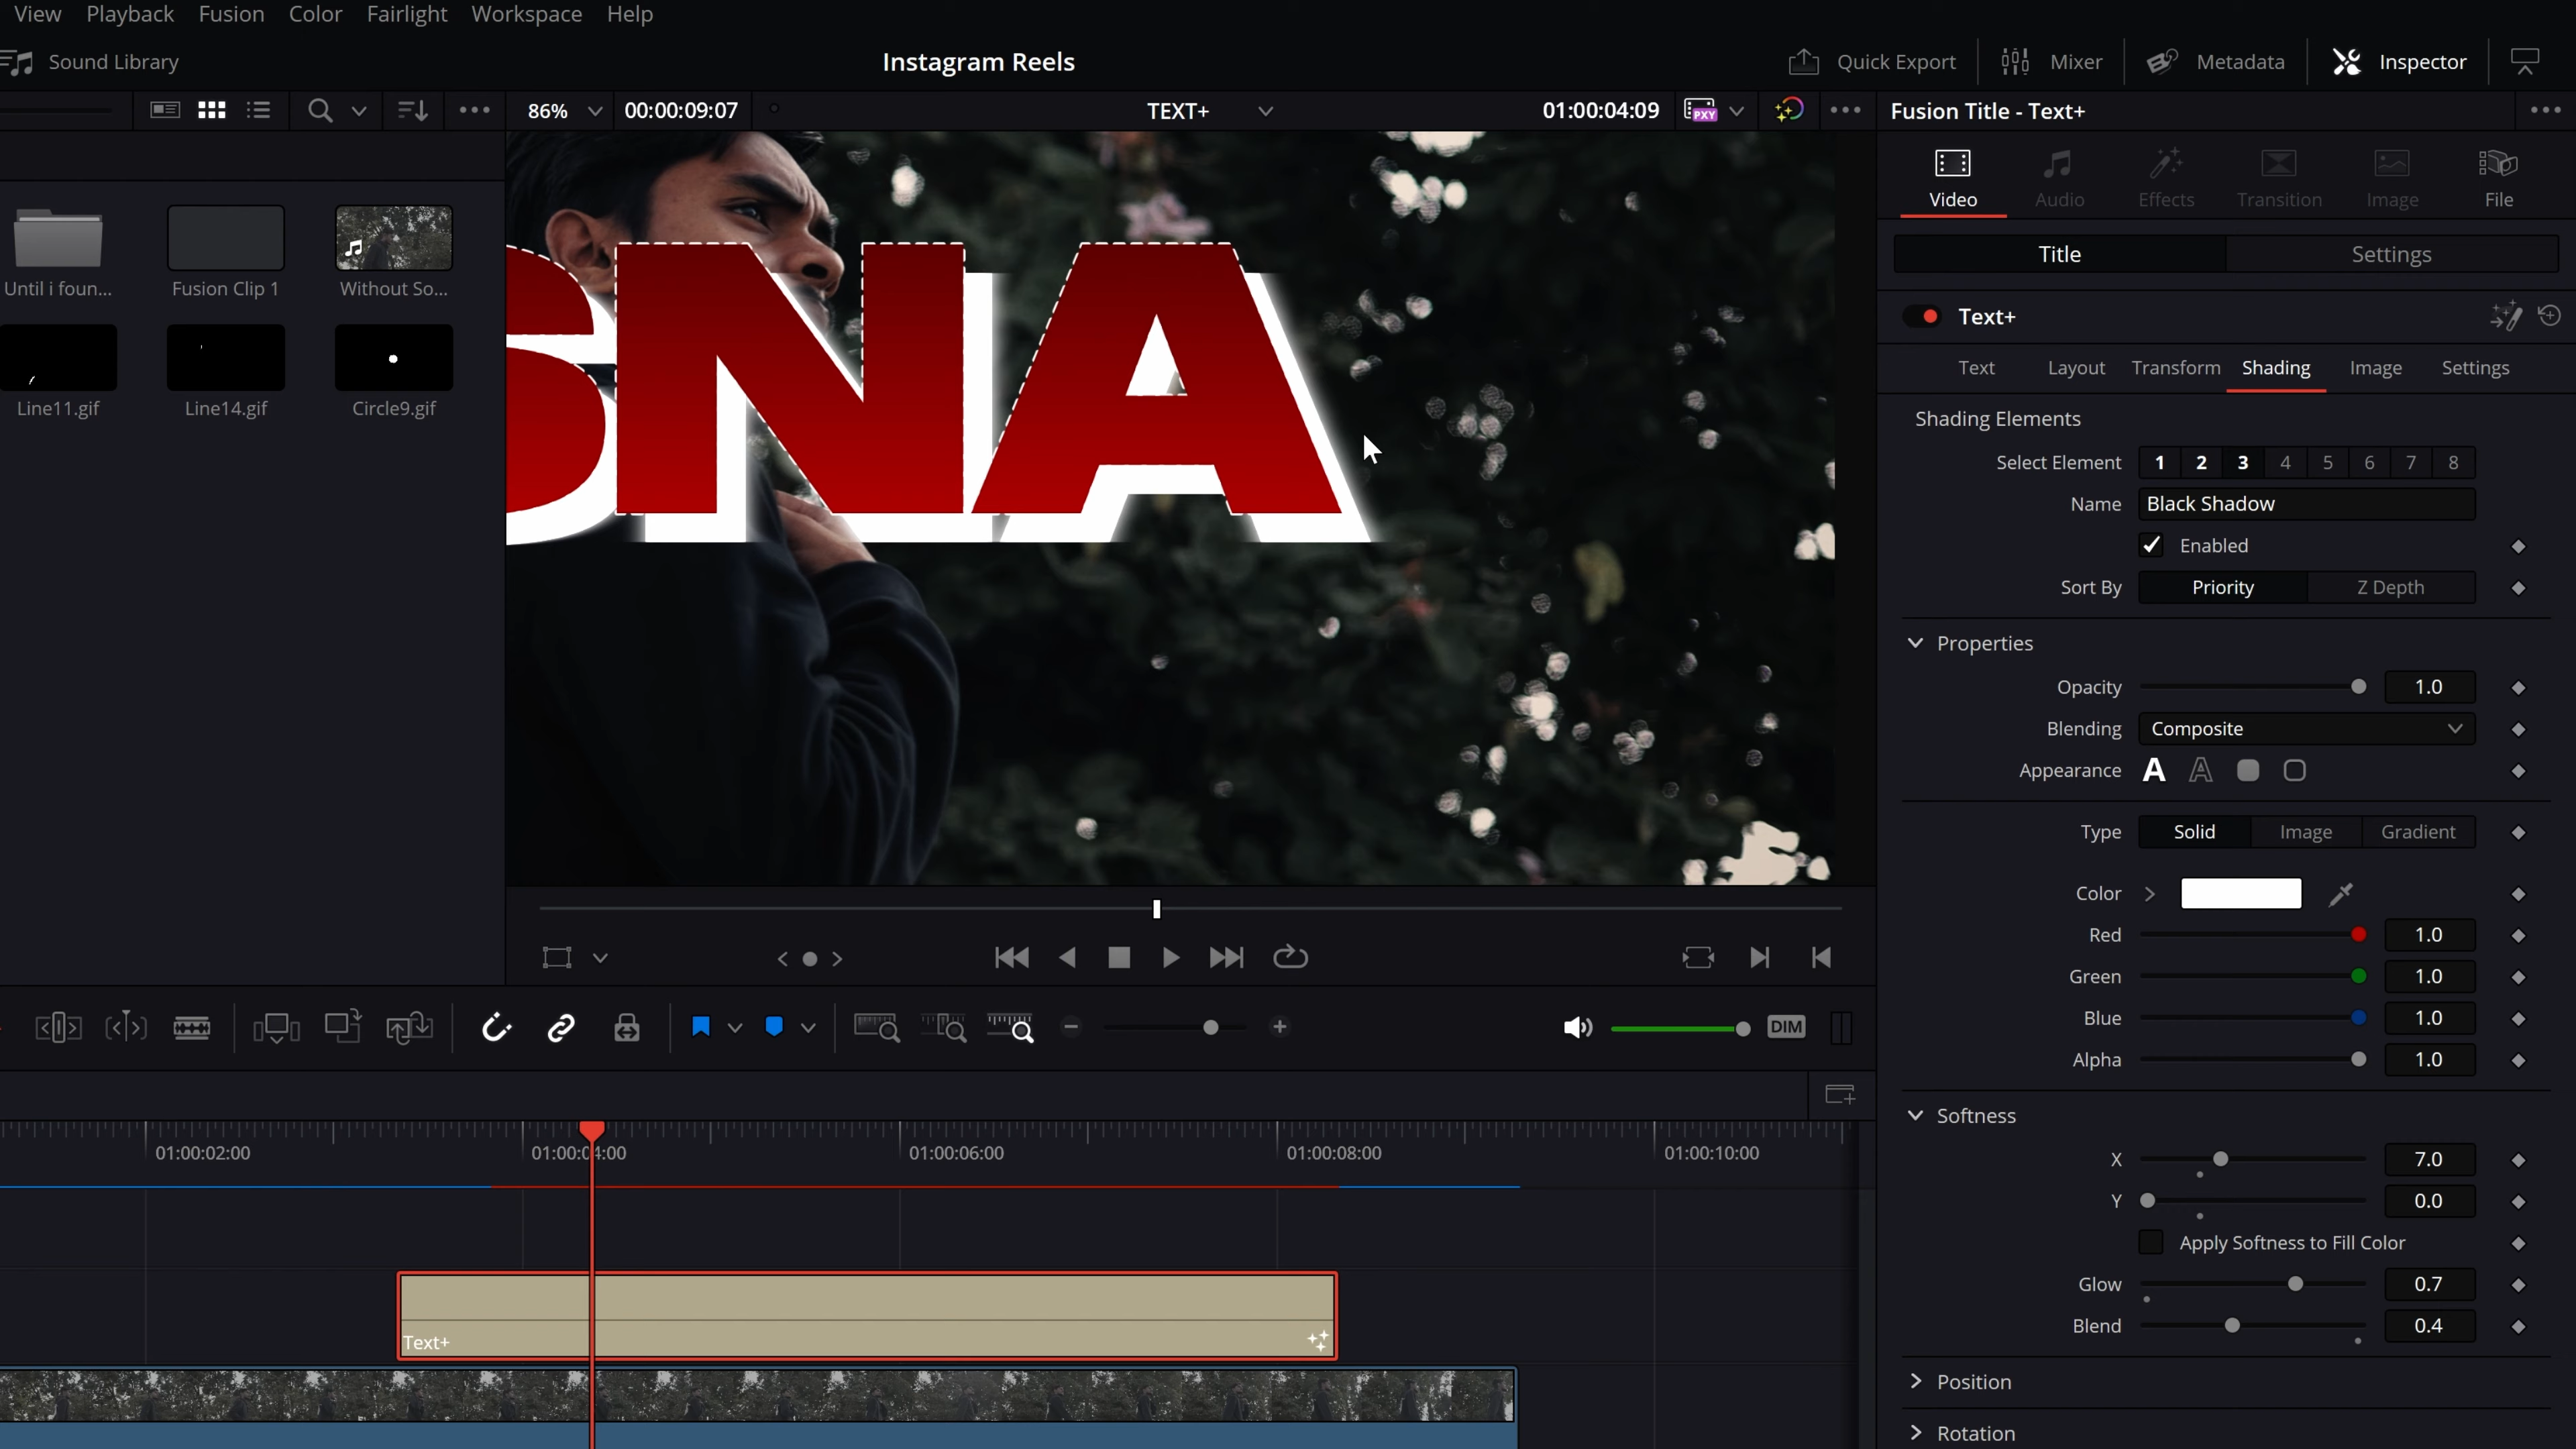 View Playback Fusion Color Fairlight Workspace Help
Sound Library
Instagram Reels
Quick Export
Mixer
Metadata
Inspector
86%
00:00:09:07
TEXT+
01:00:04:09
PXY
Fusion Title - Text+
Video
Audio
Effects
Transition
Image
File
Until i foun...
Fusion Clip 1
Without So...
Line11.gif
Line14.gif
Circle9.gif
SNA
Title
Settings
Text+
Text Layout Transform Shading Image Settings
Shading Elements
Select Element 1 2 3 4 5 6 7 8
Name Black Shadow
Enabled
Sort By Priority Z Depth
Properties
Opacity 1.0
Blending Composite
Appearance A A
Type Solid Image Gradient
Color
Red 1.0
Green 1.0
Blue 1.0
Alpha 1.0
Softness
X 7.0
Y 0.0
Apply Softness to Fill Color
Glow 0.7
Blend 0.4
Position
Rotation
DIM
01:00:02:00
01:00:04:00
01:00:06:00
01:00:08:00
01:00:10:00
Text+